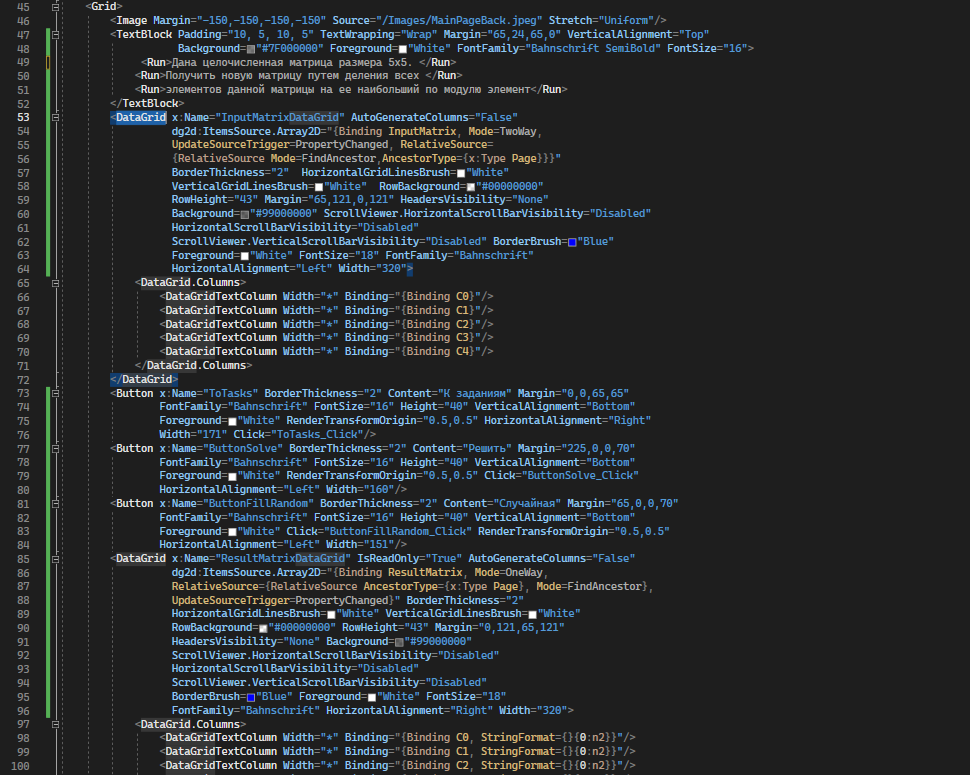 45 <Grid>
46 <Image Margin="-150,-150,-150,-150" Source="/Images/MainPageBack.jpeg" Stretch="Uniform"/>
47 <TextBlock Padding="10, 5, 10, 5" TextWrapping="Wrap" Margin="65,24,65,0" VerticalAlignment="Top"
48 Background="#7F000000" Foreground="White" FontFamily="Bahnschrift SemiBold" FontSize="16">
49 <Run>Дана целочисленная матрица размера 5x5. </Run>
50 <Run>Получить новую матрицу путем деления всех </Run>
51 <Run>элементов данной матрицы на ее наибольший по модулю элемент</Run>
52 </TextBlock>
53 <DataGrid x:Name="InputMatrixDataGrid" AutoGenerateColumns="False"
54 dg2d:ItemsSource.Array2D="{Binding InputMatrix, Mode=TwoWay,
55 UpdateSourceTrigger=PropertyChanged, RelativeSource=
56 {RelativeSource Mode=FindAncestor,AncestorType={x:Type Page}}}"
57 BorderThickness="2" HorizontalGridLinesBrush="White"
58 VerticalGridLinesBrush="White" RowBackground="#00000000"
59 RowHeight="43" Margin="65,121,0,121" HeadersVisibility="None"
60 Background="#99000000" ScrollViewer.HorizontalScrollBarVisibility="Disabled"
61 HorizontalScrollBarVisibility="Disabled"
62 ScrollViewer.VerticalScrollBarVisibility="Disabled" BorderBrush="Blue"
63 Foreground="White" FontSize="18" FontFamily="Bahnschrift"
64 HorizontalAlignment="Left" Width="320">
65 <DataGrid.Columns>
66 <DataGridTextColumn Width="*" Binding="{Binding C0}"/>
67 <DataGridTextColumn Width="*" Binding="{Binding C1}"/>
68 <DataGridTextColumn Width="*" Binding="{Binding C2}"/>
69 <DataGridTextColumn Width="*" Binding="{Binding C3}"/>
70 <DataGridTextColumn Width="*" Binding="{Binding C4}"/>
71 </DataGrid.Columns>
72 </DataGrid>
73 <Button x:Name="ToTasks" BorderThickness="2" Content="К заданиям" Margin="0,0,65,65"
74 FontFamily="Bahnschrift" FontSize="16" Height="40" VerticalAlignment="Bottom"
75 Foreground="White" RenderTransformOrigin="0.5,0.5" HorizontalAlignment="Right"
76 Width="171" Click="ToTasks_Click"/>
77 <Button x:Name="ButtonSolve" BorderThickness="2" Content="Решить" Margin="225,0,0,70"
78 FontFamily="Bahnschrift" FontSize="16" Height="40" VerticalAlignment="Bottom"
79 Foreground="White" RenderTransformOrigin="0.5,0.5" Click="ButtonSolve_Click"
80 HorizontalAlignment="Left" Width="160"/>
81 <Button x:Name="ButtonFillRandom" BorderThickness="2" Content="Случайная" Margin="65,0,0,70"
82 FontFamily="Bahnschrift" FontSize="16" Height="40" VerticalAlignment="Bottom"
83 Foreground="White" Click="ButtonFillRandom_Click" RenderTransformOrigin="0.5,0.5"
84 HorizontalAlignment="Left" Width="151"/>
85 <DataGrid x:Name="ResultMatrixDataGrid" IsReadOnly="True" AutoGenerateColumns="False"
86 dg2d:ItemsSource.Array2D="{Binding ResultMatrix, Mode=OneWay,
87 RelativeSource={RelativeSource AncestorType={x:Type Page}, Mode=FindAncestor},
88 UpdateSourceTrigger=PropertyChanged}" BorderThickness="2"
89 HorizontalGridLinesBrush="White" VerticalGridLinesBrush="White"
90 RowBackground="#00000000" RowHeight="43" Margin="0,121,65,121"
91 HeadersVisibility="None" Background="#99000000"
92 ScrollViewer.HorizontalScrollBarVisibility="Disabled"
93 HorizontalScrollBarVisibility="Disabled"
94 ScrollViewer.VerticalScrollBarVisibility="Disabled"
95 BorderBrush="Blue" Foreground="White" FontSize="18"
96 FontFamily="Bahnschrift" HorizontalAlignment="Right" Width="320">
97 <DataGrid.Columns>
98 <DataGridTextColumn Width="*" Binding="{Binding C0, StringFormat={}{0:n2}}"/>
99 <DataGridTextColumn Width="*" Binding="{Binding C1, StringFormat={}{0:n2}}"/>
100 <DataGridTextColumn Width="*" Binding="{Binding C2, StringFormat={}{0:n2}}"/>